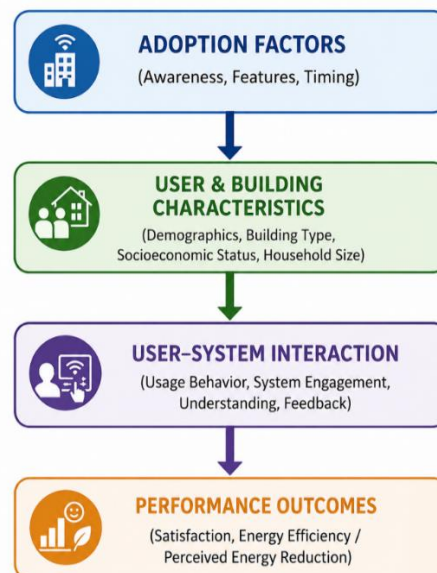 ADOPTION FACTORS
(Awareness, Features, Timing)
USER & BUILDING
CHARACTERISTICS
(Demographics, Building Type,
Socioeconomic Status, Household Size)
USER–SYSTEM INTERACTION
(Usage Behavior, System Engagement,
Understanding, Feedback)
PERFORMANCE OUTCOMES
(Satisfaction, Energy Efficiency /
Perceived Energy Reduction)